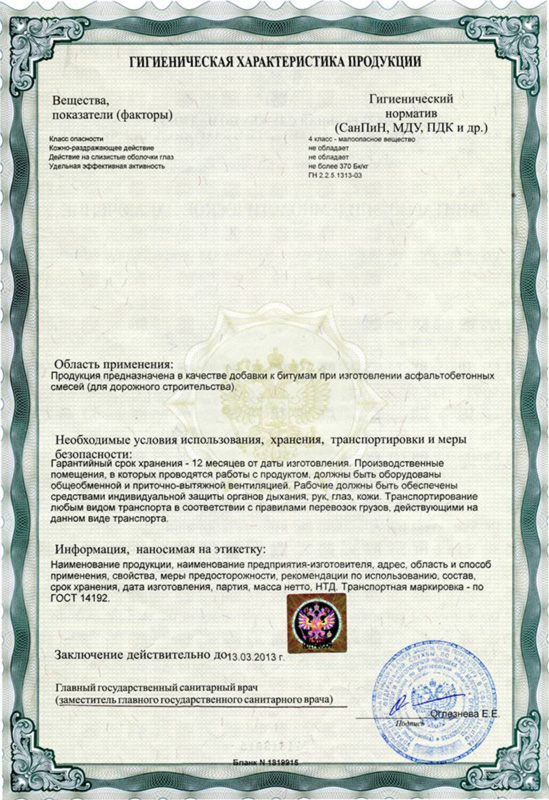 ГИГИЕНИЧЕСКАЯ ХАРАКТЕРИСТИКА ПРОДУКЦИИ
Вещества,
показатели (факторы)
Гигиенический
норматив
(СанПиН, МДУ, ПДК и др.)
Класс опасности
4 класс - малоопасное вещество
Кожно-раздражающее действие
не обладает
Действие на слизистые оболочки глаз
не обладает
Удельная эффективная активность
не более 370 Бк/кг
ГН 2.2.5.1313-03
Область применения:
Продукция предназначена в качестве добавки к битумам при изготовлении асфальтобетонных
смесей (для дорожного строительства).
Необходимые условия использования, хранения, транспортировки и меры
безопасности:
Гарантийный срок хранения - 12 месяцев от даты изготовления. Производственные
помещения, в которых проводятся работы с продуктом, должны быть оборудованы
общеобменной и приточно-вытяжной вентиляцией. Рабочие должны быть обеспечены
средствами индивидуальной защиты органов дыхания, рук, глаз, кожи. Транспортирование
любым видом транспорта в соответствии с правилами перевозок грузов, действующими на
данном виде транспорта.
Информация, наносимая на этикетку:
Наименование продукции, наименование предприятия-изготовителя, адрес, область и способ
применения, свойства, меры предосторожности, рекомендации по использованию, состав,
срок хранения, дата изготовления, партия, масса нетто, НТД. Транспортная маркировка - по
ГОСТ 14192.
Заключение действительно до 13.03.2013 г.
Главный государственный санитарный врач
(заместитель главного государственного санитарного врача)
Подпись
Оглезнева Е.Е.
Бланк N 1819915